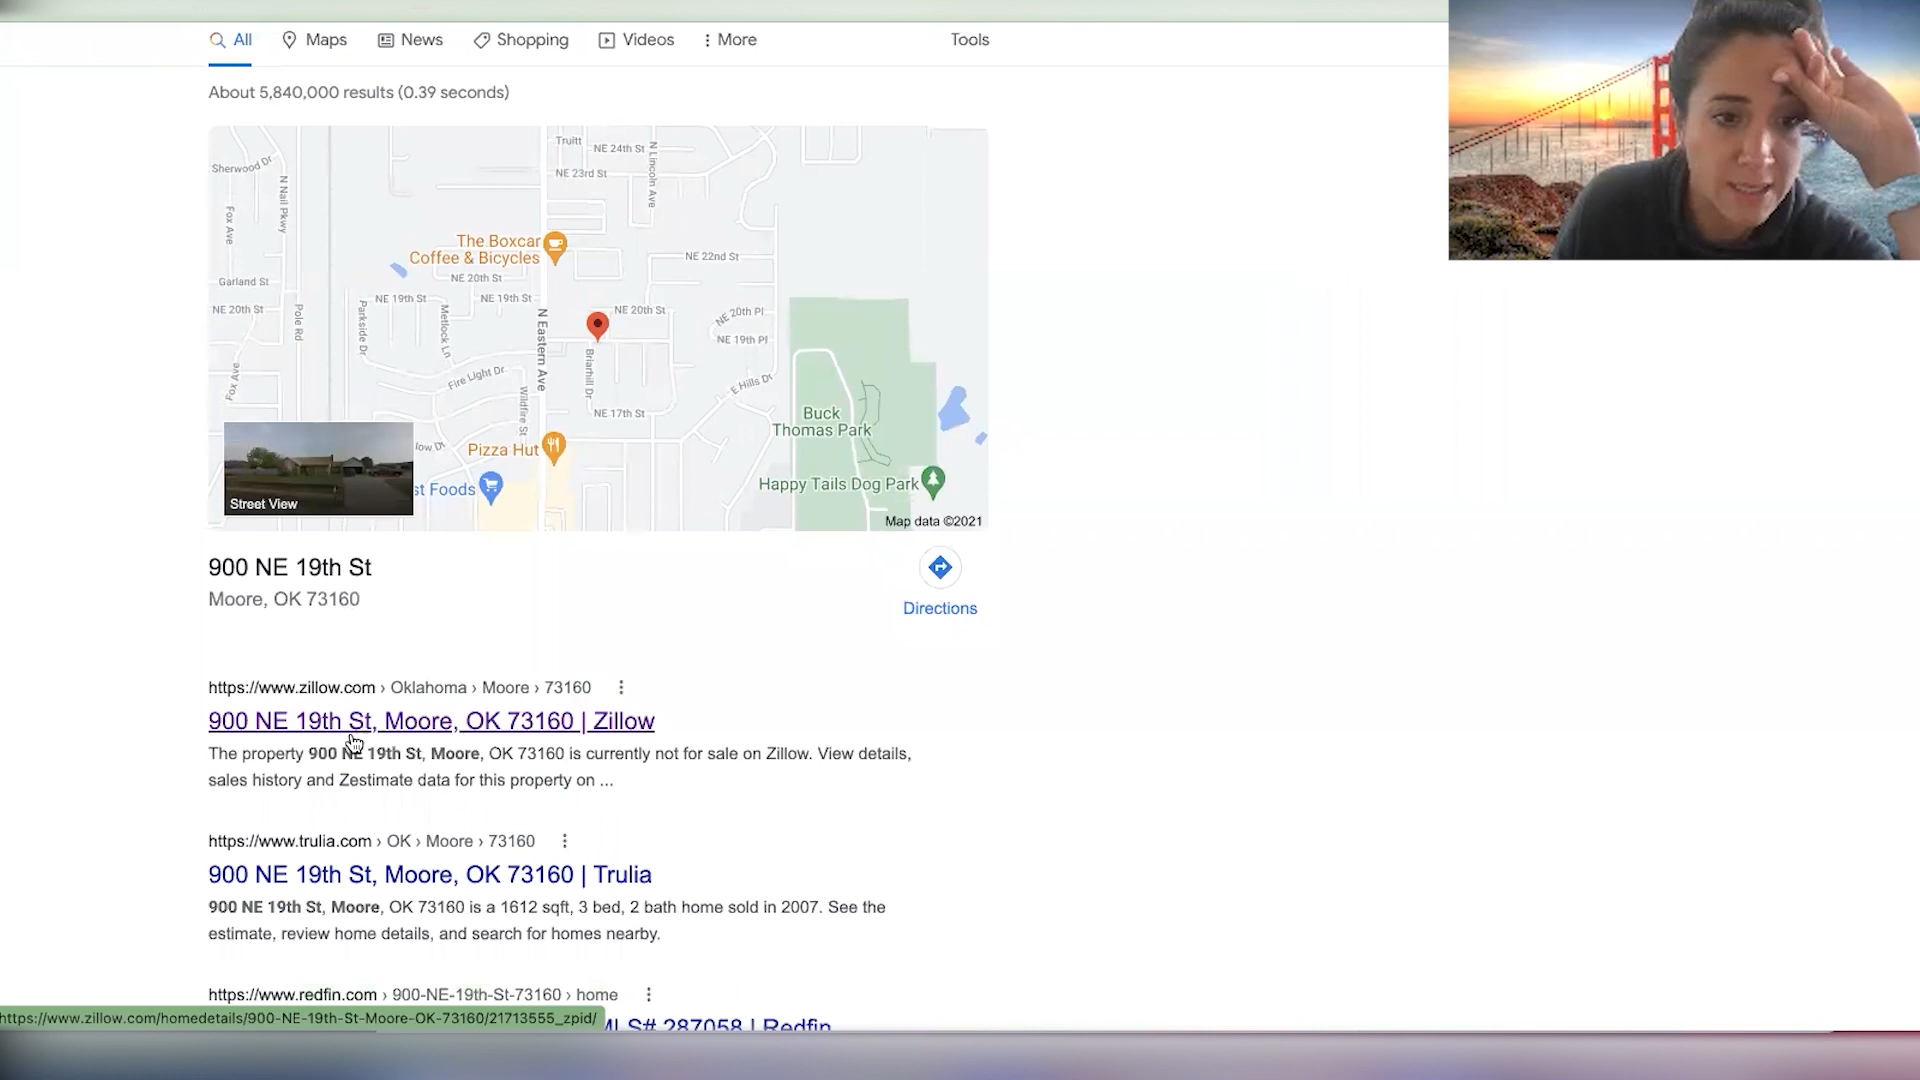 All
Maps
News
Shopping
Videos
More
Tools
About 5,840,000 results (0.39 seconds)
Truitt
NE 24th St
N Lincoln Ave
Sherwood Dr
NE 23rd St
N Nail Pkwy
Fox Ave
The Boxcar
Coffee & Bicycles
NE 22nd St
NE 20th St
Garland St
NE 19th St
NE 19th St
NE 20th St
Pole Rd
Parkside Dr
Metlock Ln
N Eastern Ave
NE 20th St
NE 20th Pl
NE 19th Pl
Briarhill Dr
Fox Ave
Fire Light Dr
Wildfire St
E Hills Dr
NE 17th St
Buck
Thomas Park
low Dr
Pizza Hut
st Foods
Happy Tails Dog Park
Street View
Map data ©2021
900 NE 19th St
Moore, OK 73160
Directions
https://www.zillow.com › Oklahoma › Moore › 73160
900 NE 19th St, Moore, OK 73160 | Zillow
The property 900 NE 19th St, Moore, OK 73160 is currently not for sale on Zillow. View details,
sales history and Zestimate data for this property on ...
https://www.trulia.com › OK › Moore › 73160
900 NE 19th St, Moore, OK 73160 | Trulia
900 NE 19th St, Moore, OK 73160 is a 1612 sqft, 3 bed, 2 bath home sold in 2007. See the
estimate, review home details, and search for homes nearby.
https://www.redfin.com › 900-NE-19th-St-73160 › home
MLS# 287058 | Redfin
https://www.zillow.com/homedetails/900-NE-19th-St-Moore-OK-73160/21713555_zpid/